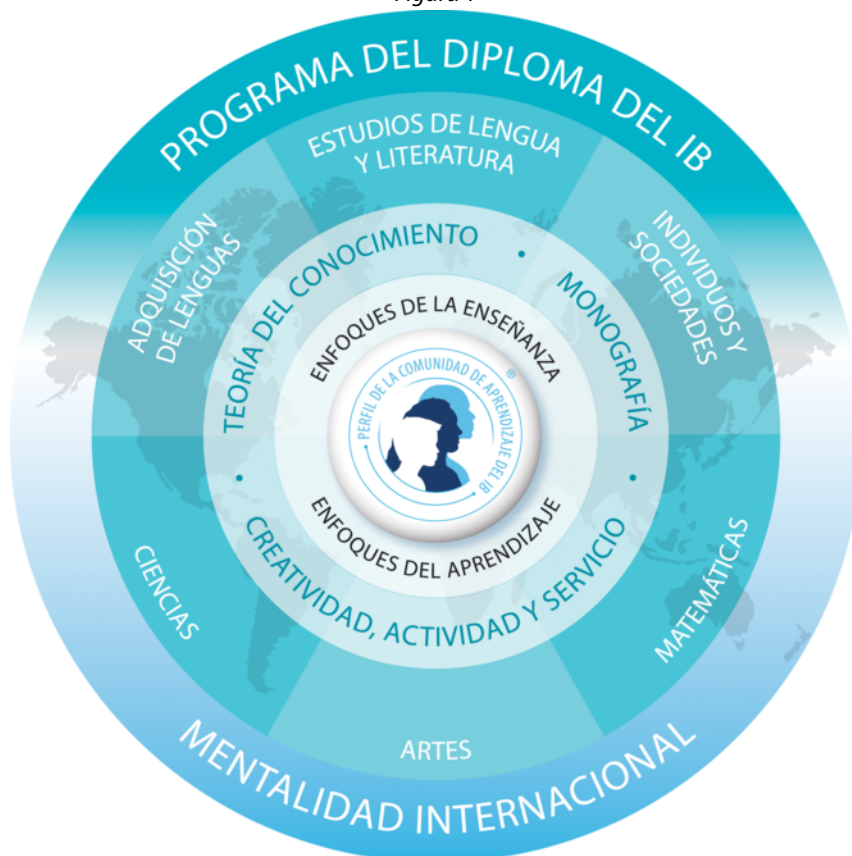 Figura 1
PROGRAMA DEL DIPLOMA DEL IB
ESTUDIOS DE LENGUA
Y LITERATURA
ADQUISICIÓN
DE LENGUAS
INDIVIDUOS Y
SOCIEDADES
TEORÍA DEL CONOCIMIENTO • MONOGRAFÍA •
ENFOQUES DE LA ENSEÑANZA
• PERFIL DE LA COMUNIDAD DE APRENDIZAJE DEL IB •
®
ENFOQUES DEL APRENDIZAJE
• CREATIVIDAD, ACTIVIDAD Y SERVICIO
CIENCIAS
MATEMÁTICAS
ARTES
MENTALIDAD INTERNACIONAL